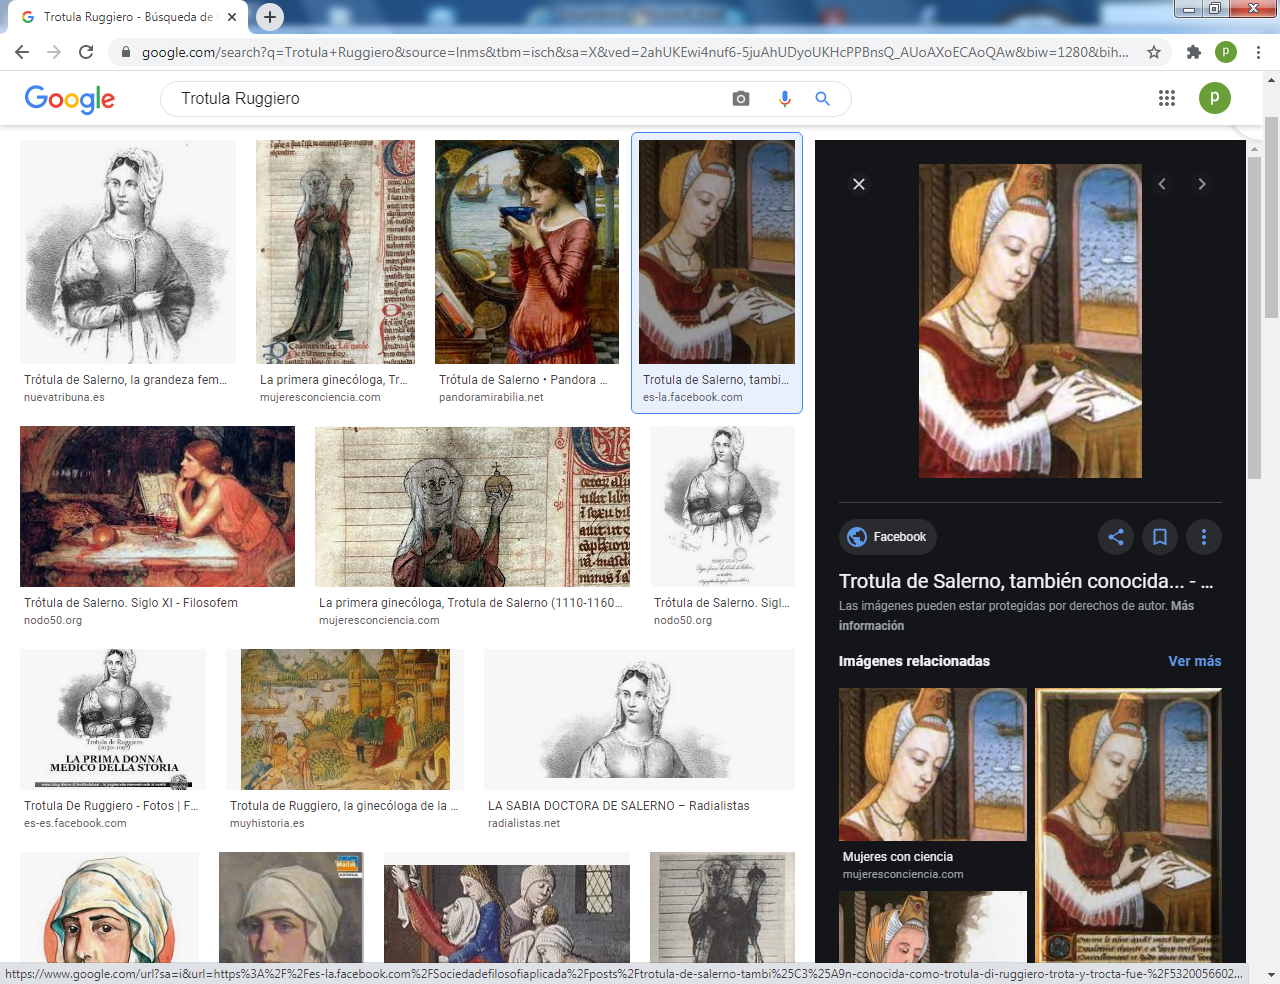 Trotula Ruggiero - Búsqueda de
google.com/search?q=Trotula+Ruggiero&source=lnms&tbm=isch&sa=X&ved=2ahUKEwi4nuf6-5juAhUDyoUKHcPPBnsQ_AUoAXoECAoQAw&biw=1280&bih...
P
Google
Trotula Ruggiero
p
Trótula de Salerno, la grandeza fem...
nuevatribuna.es
La primera ginecóloga, Tr...
mujeresconciencia.com
Trótula de Salerno • Pandora ...
pandoramirabilia.net
Trotula de Salerno, tambi...
es-la.facebook.com
Trótula de Salerno. Siglo XI - Filosofem
nodo50.org
La primera ginecóloga, Trotula de Salerno (1110-1160...
mujeresconciencia.com
Trótula de Salerno. Sigl...
nodo50.org
Trotula de Ruggiero
(1050-1097)
LA PRIMA DONNA
MEDICO DELLA STORIA
Trotula De Ruggiero - Fotos | F...
es-es.facebook.com
Trotula de Ruggiero, la ginecóloga de la ...
muyhistoria.es
LA SABIA DOCTORA DE SALERNO – Radialistas
radialistas.net
Facebook
Trotula de Salerno, también conocida... - ...
Las imágenes pueden estar protegidas por derechos de autor. Más
información
Imágenes relacionadas
Ver más
Mujeres con ciencia
mujeresconciencia.com
https://www.google.com/url?sa=i&url=https%3A%2F%2Fes-la.facebook.com%2FSociedadefilosofiaplicada%2Fposts%2Ftrotula-de-salerno-tambi%25C3%25A9n-conocida-como-trotula-di-ruggiero-trota-y-trocta-fue-%2F5320056602...